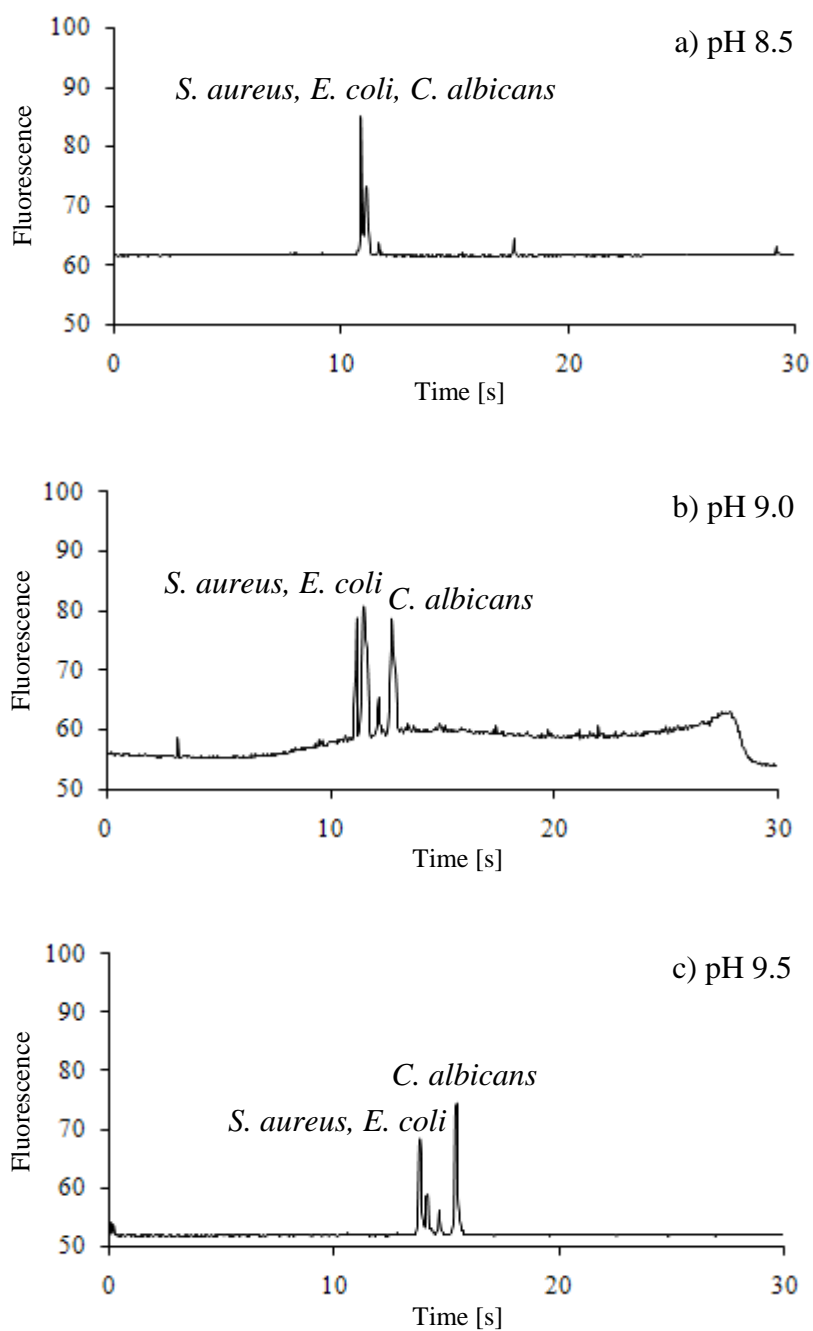 100
a) pH 8.5
90
S. aureus, E. coli, C. albicans
80
70
60
50
Fluorescence
0 10 20 30
Time [s]
100
b) pH 9.0
90
S. aureus, E. coli
C. albicans
80
70
60
50
Fluorescence
0 10 20 30
Time [s]
100
c) pH 9.5
90
80
C. albicans
70
S. aureus, E. coli
60
50
Fluorescence
0 10 20 30
Time [s]